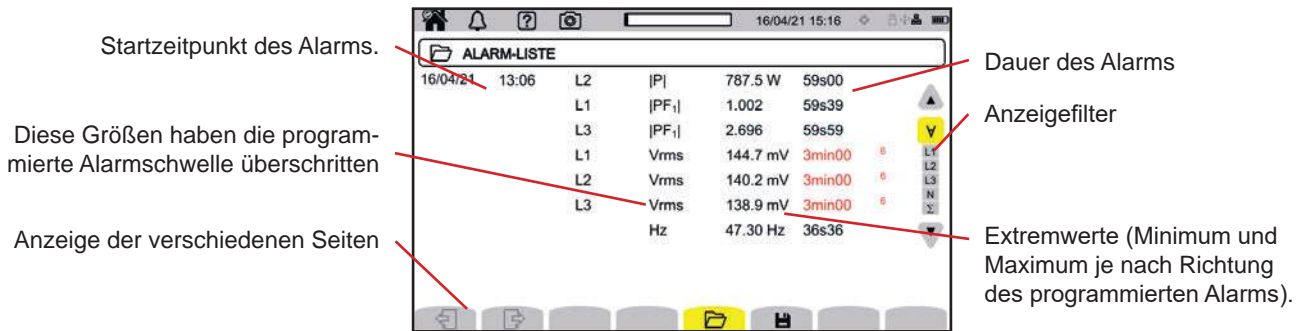 16/04/21 15:16
ALARM-LISTE
Startzeitpunkt des Alarms.
Diese Größen haben die program-
mierte Alarmschwelle überschritten
Anzeige der verschiedenen Seiten
16/04/21 13:06 L2 |P| 787.5 W 59s00
L1 |PF₁| 1.002 59s39
L3 |PF₁| 2.696 59s59
L1 Vrms 144.7 mV 3min00 6
L2 Vrms 140.2 mV 3min00 6
L3 Vrms 138.9 mV 3min00 6
Hz 47.30 Hz 36s36
∀
L1
L2
L3
N
Σ
Dauer des Alarms
Anzeigefilter
Extremwerte (Minimum und
Maximum je nach Richtung
des programmierten Alarms).